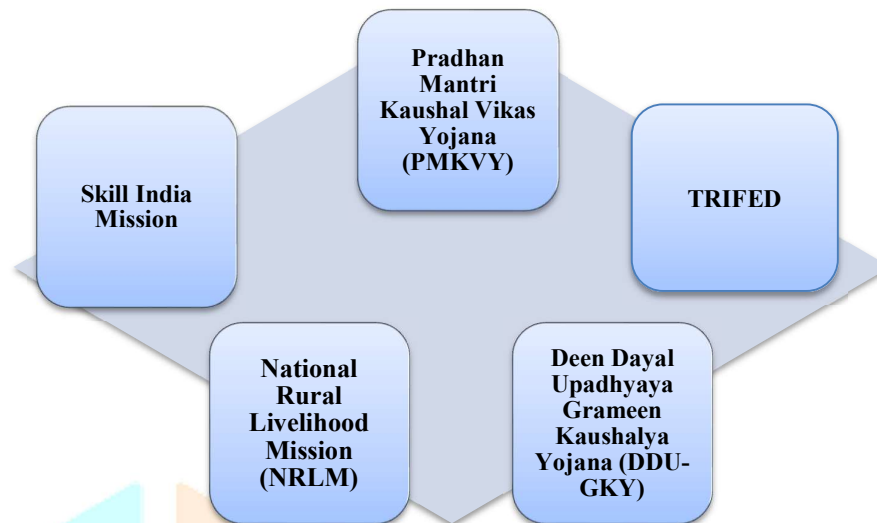 Pradhan
Mantri
Kaushal Vikas
Yojana
(PMKVY)
Skill India
Mission
TRIFED
National
Rural
Livelihood
Mission
(NRLM)
Deen Dayal
Upadhyaya
Grameen
Kaushalya
Yojana (DDU-
GKY)